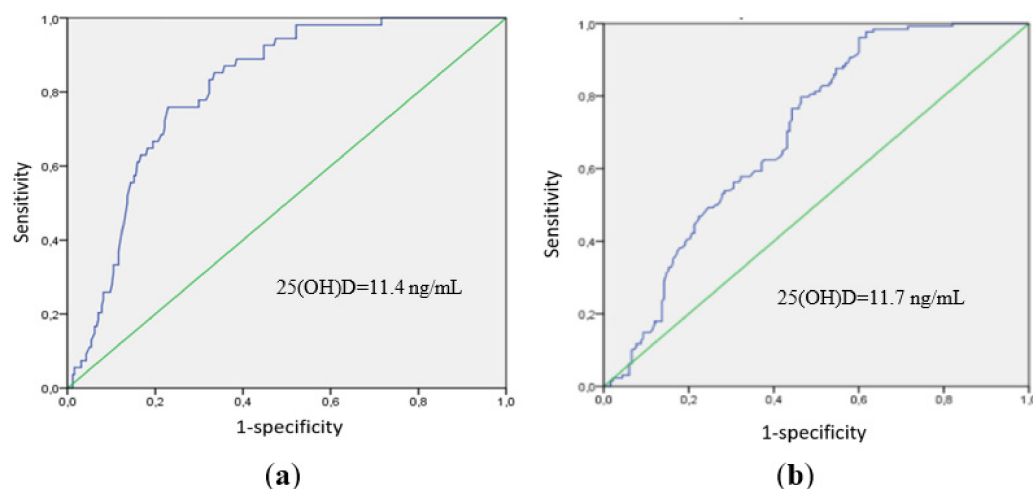 1,0
0,8
0,6
0,4
0,2
0,0
Sensitivity
25(OH)D=11.4 ng/mL
0,0 0,2 0,4 0,6 0,8 1,0
1-specificity
(a)
1,0
0,8
0,6
0,4
0,2
0,0
Sensitivity
25(OH)D=11.7 ng/mL
0,0 0,2 0,4 0,6 0,8 1,0
1-specificity
(b)